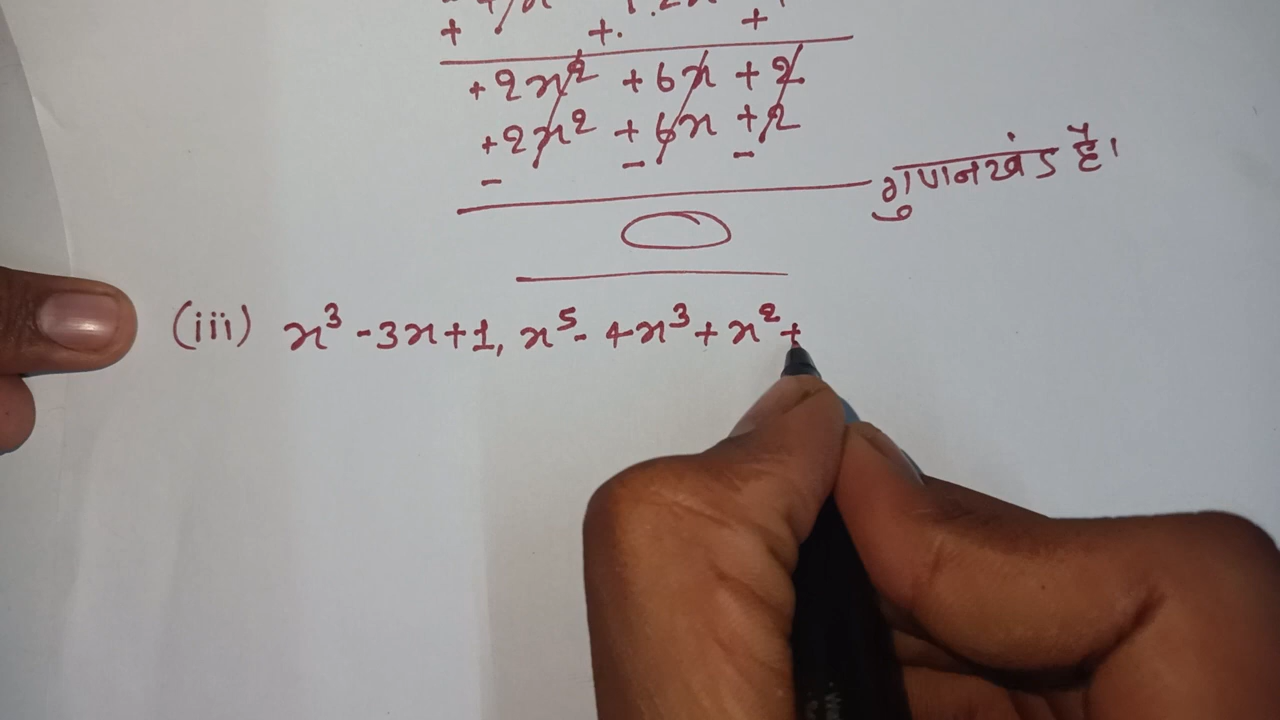 + +. +
+2x² + 6x + 2
+2x² + 6x + 2
- - -
गुणनखंड है।
0
(iii) x³ - 3x + 1, x⁵ - 4x³ + x² +